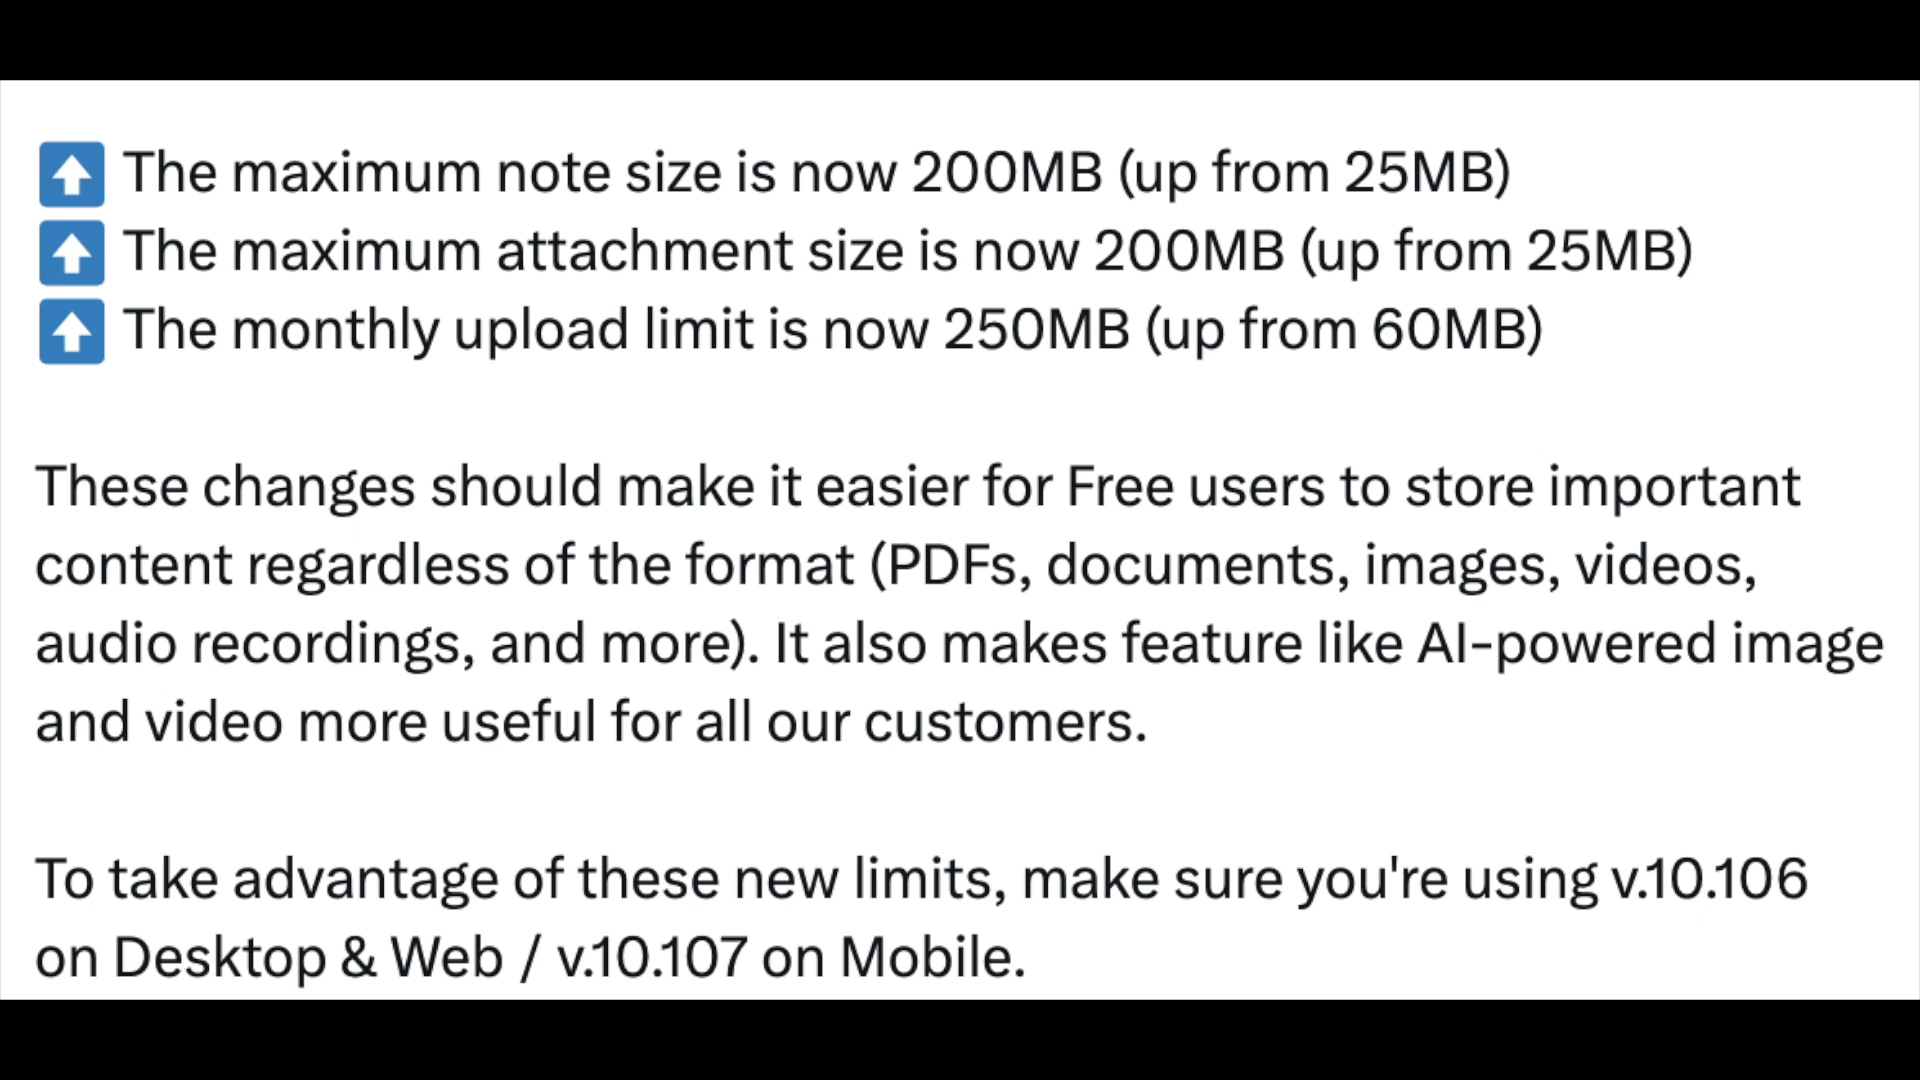 ⬆️ The maximum note size is now 200MB (up from 25MB)
⬆️ The maximum attachment size is now 200MB (up from 25MB)
⬆️ The monthly upload limit is now 250MB (up from 60MB)
These changes should make it easier for Free users to store important
content regardless of the format (PDFs, documents, images, videos,
audio recordings, and more). It also makes feature like AI-powered image
and video more useful for all our customers.
To take advantage of these new limits, make sure you're using v.10.106
on Desktop & Web / v.10.107 on Mobile.